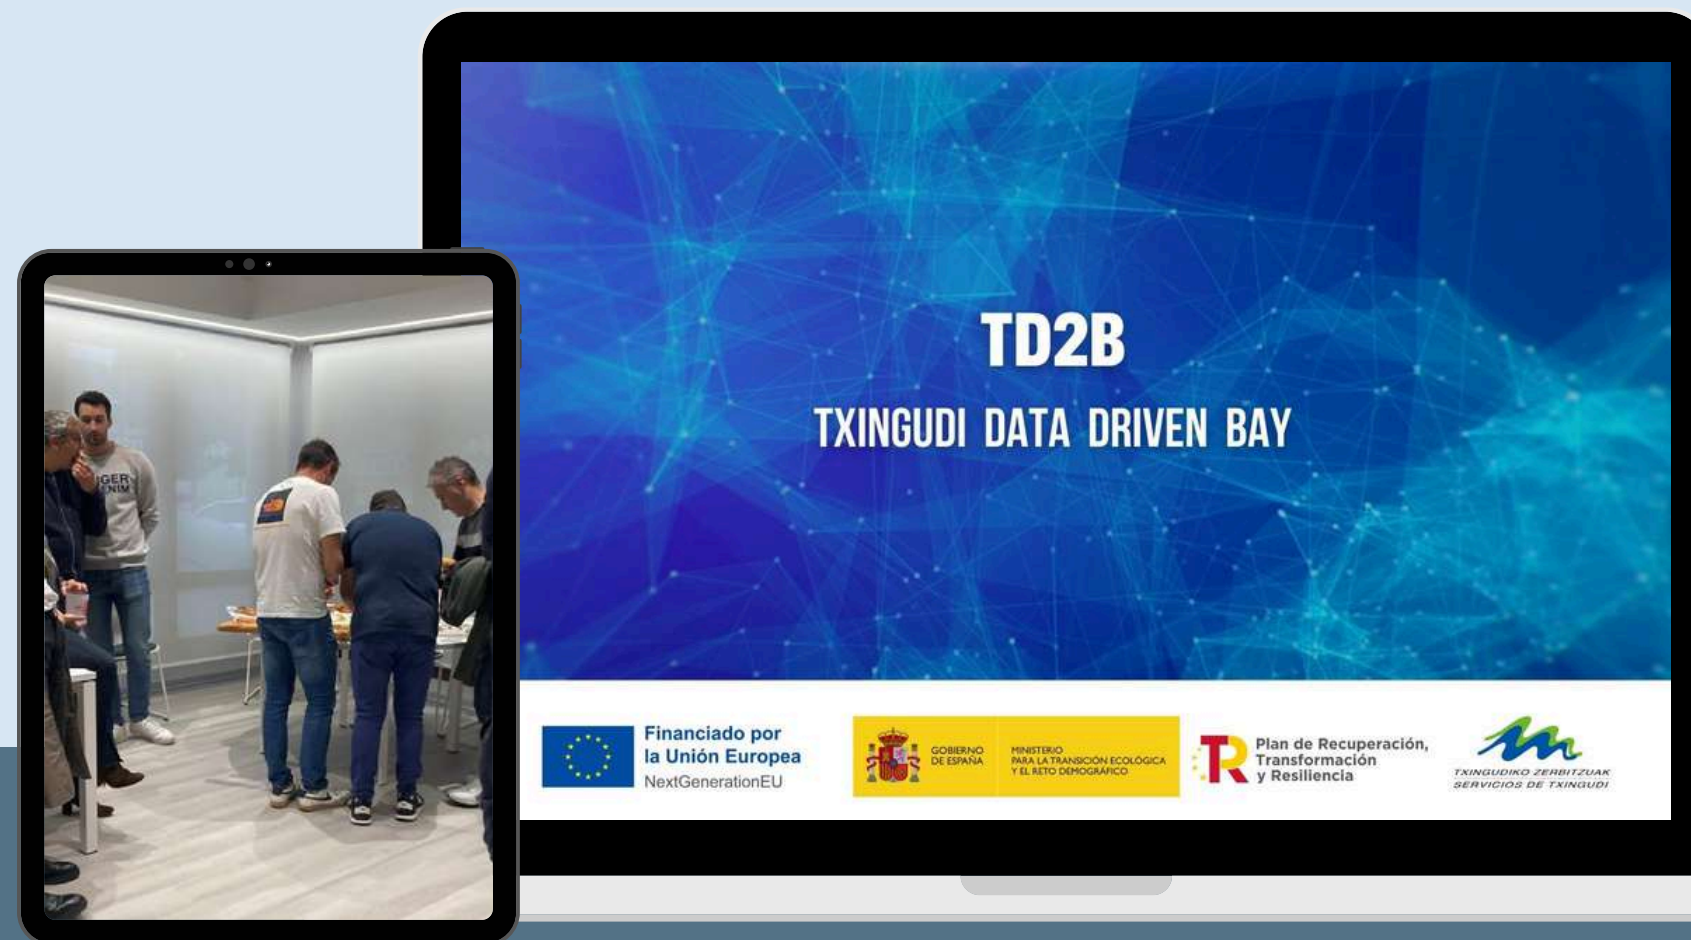 TD2B
TXINGUDI DATA DRIVEN BAY
Financiado por
la Unión Europea
NextGenerationEU
GOBIERNO
DE ESPAÑA
MINISTERIO
PARA LA TRANSICIÓN ECOLÓGICA
Y EL RETO DEMOGRÁFICO
Plan de Recuperación,
Transformación
y Resiliencia
TXINGUDIKO ZERBITZUAK
SERVICIOS DE TXINGUDI